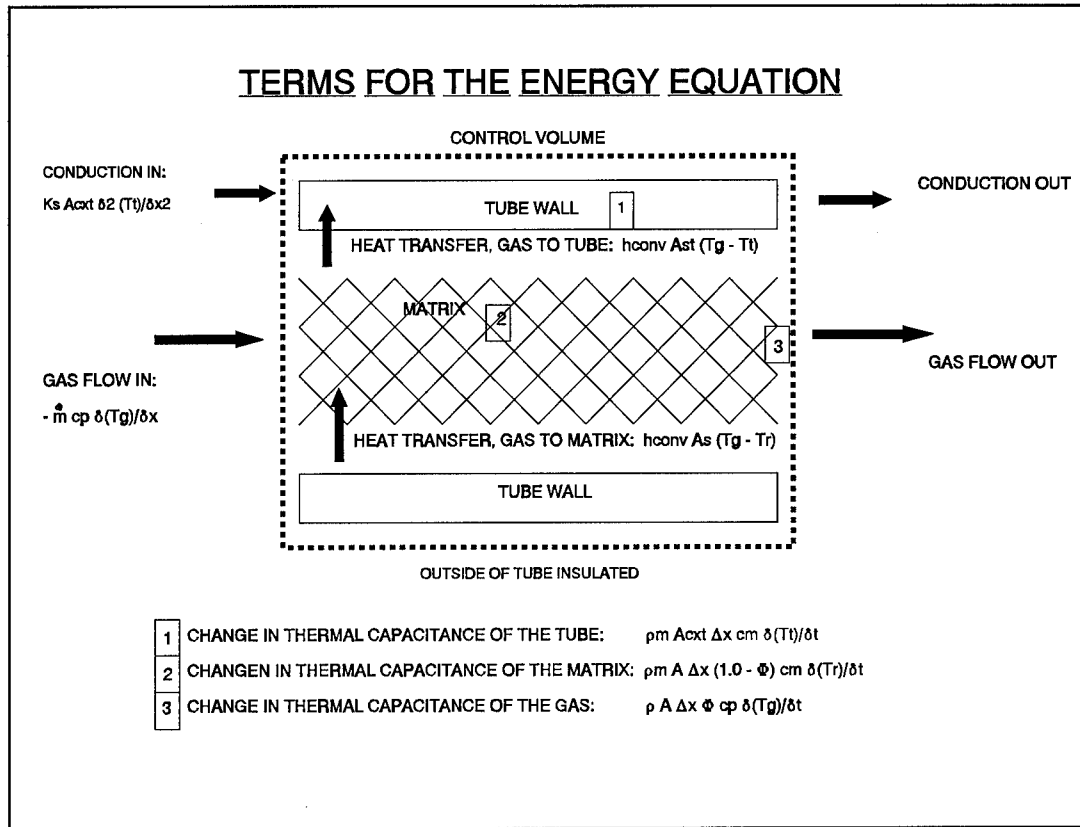 TERMS FOR THE ENERGY EQUATION
CONTROL VOLUME
CONDUCTION IN:
Ks Acxt δ2 (Tt)/δx2
CONDUCTION OUT
TUBE WALL
1
HEAT TRANSFER, GAS TO TUBE: hconv Ast (Tg - Tt)
MATRIX
2
3
GAS FLOW IN:
- ṁ cp δ(Tg)/δx
GAS FLOW OUT
HEAT TRANSFER, GAS TO MATRIX: hconv As (Tg - Tr)
TUBE WALL
OUTSIDE OF TUBE INSULATED
1 CHANGE IN THERMAL CAPACITANCE OF THE TUBE: ρm Acxt Δx cm δ(Tt)/δt
2 CHANGEN IN THERMAL CAPACITANCE OF THE MATRIX: ρm A Δx (1.0 - Φ) cm δ(Tr)/δt
3 CHANGE IN THERMAL CAPACITANCE OF THE GAS: ρ A Δx Φ cp δ(Tg)/δt